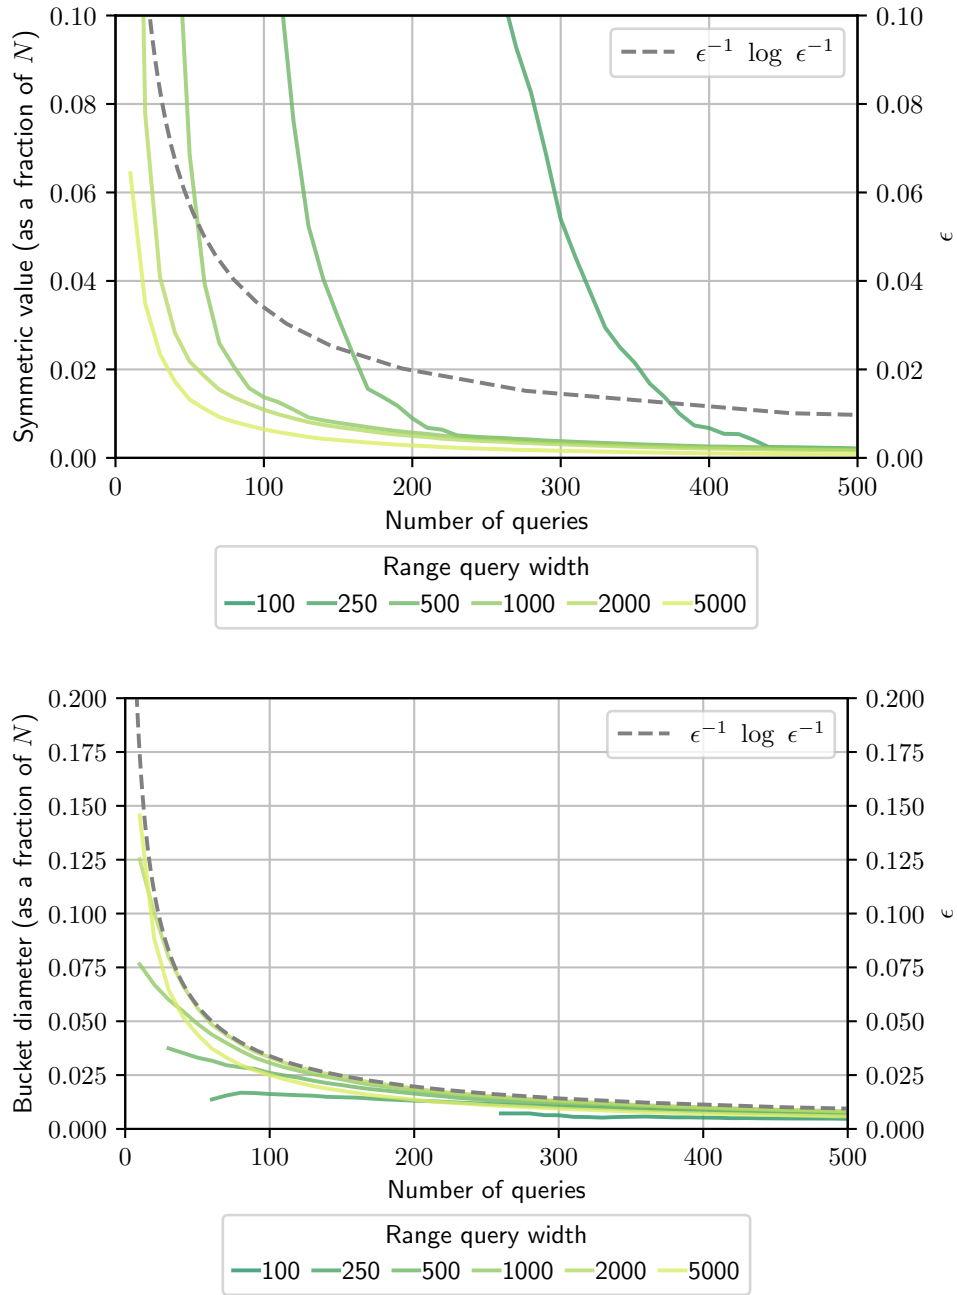 0.10
0.08
0.06
0.04
0.02
0.00
Symmetric value (as a fraction of N)
0.10
0.08
0.06
0.04
0.02
0.00
ϵ
ϵ⁻¹ log ϵ⁻¹
0 100 200 300 400 500
Number of queries
Range query width
100 250 500 1000 2000 5000
0.200
0.175
0.150
0.125
0.100
0.075
0.050
0.025
0.000
Bucket diameter (as a fraction of N)
0.200
0.175
0.150
0.125
0.100
0.075
0.050
0.025
0.000
ϵ
ϵ⁻¹ log ϵ⁻¹
0 100 200 300 400 500
Number of queries
Range query width
100 250 500 1000 2000 5000